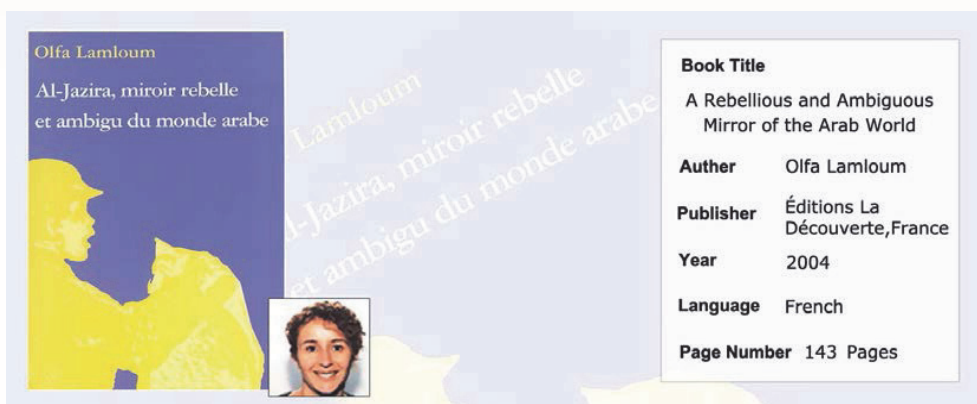 Olfa Lamloum
Al-Jazira, miroir rebelle
et ambigu du monde arabe
Lamloum
l-Jazira, miroir rebelle
et ambigu du monde arabe
Book Title
A Rebellious and Ambiguous
Mirror of the Arab World
Auther Olfa Lamloum
Publisher Éditions La
Découverte,France
Year 2004
Language French
Page Number 143 Pages